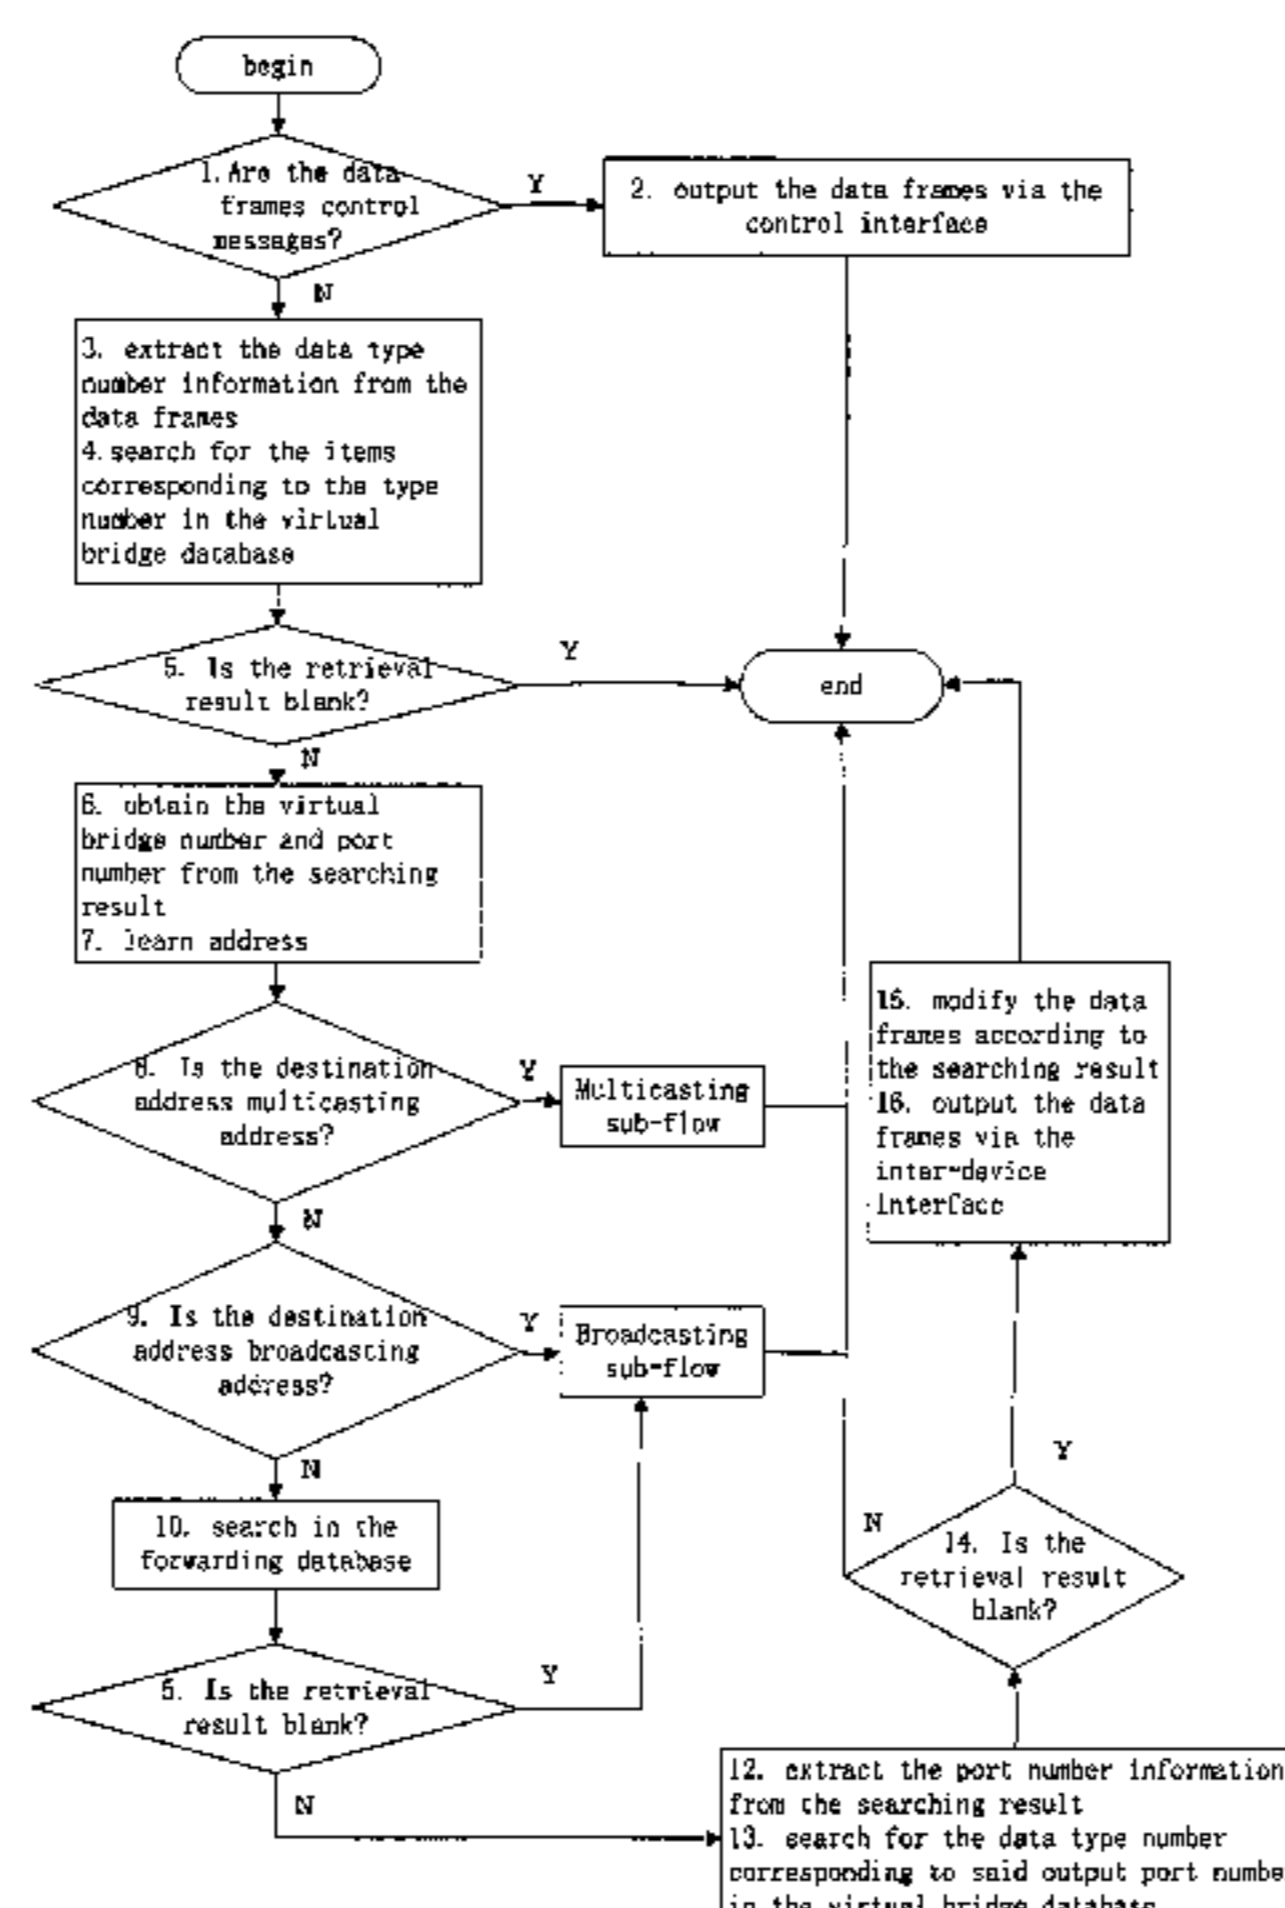 begin
1. Are the data
frames control
messages?
Y
2. output the data frames via the
control interface
N
3. extract the data type
number information from the
data frames
4. search for the items
corresponding to the type
number in the virtual
bridge database
5. Is the retrieval
result blank?
Y
end
N
6. obtain the virtual
bridge number and port
number from the searching
result
7. learn address
8. Is the destination
address multicasting
address?
Y
Multicasting
sub-flow
N
9. Is the destination
address broadcasting
address?
Y
Broadcasting
sub-flow
N
10. search in the
forwarding database
5. Is the retrieval
result blank?
Y
N
12. extract the port number information
from the searching result
13. search for the data type number
corresponding to said output port numbe
in the virtual bridge database
14. Is the
retrieval result
blank?
N
Y
15. modify the data
frames according to
the searching result
16. output the data
frames via the
inter-device
interface